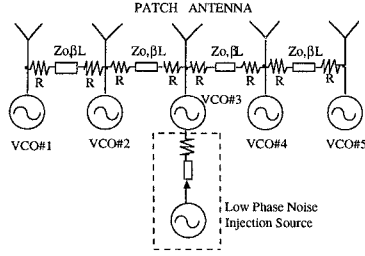 PATCH ANTENNA
Zo,βL Zo,βL Zo,βL Zo,βL
R R R R R R R R
VCO#3
VCO#1 VCO#2 VCO#4 VCO#5
Low Phase Noise
Injection Source